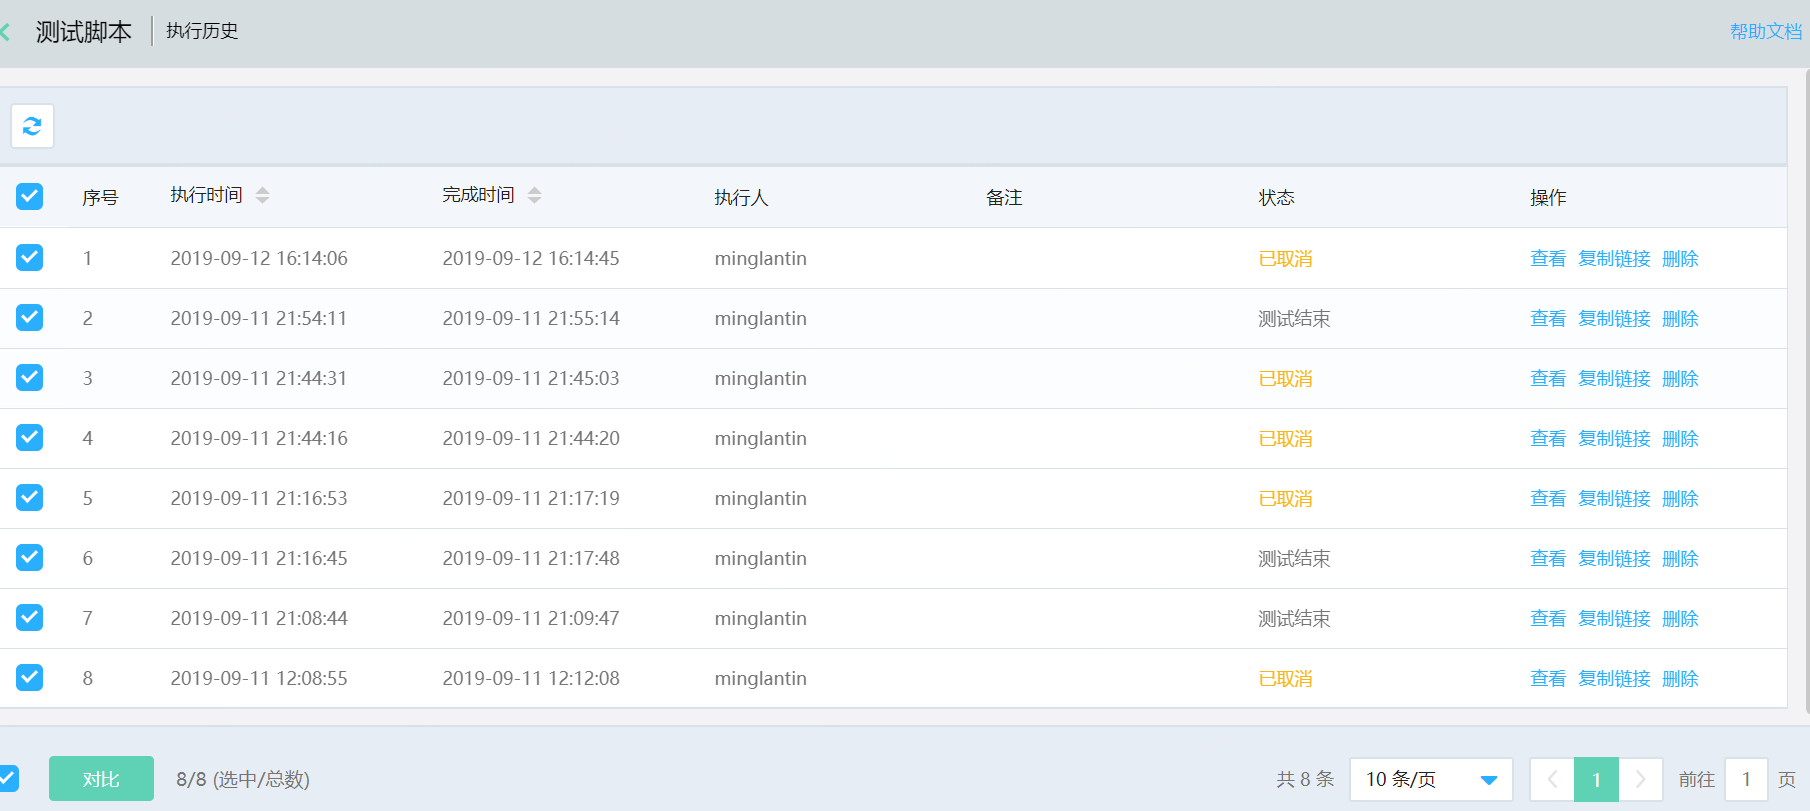 测试脚本 执行历史 帮助文档
序号 执行时间 完成时间 执行人 备注 状态 操作
1 2019-09-12 16:14:06 2019-09-12 16:14:45 minglantin 已取消 查看 复制链接 删除
2 2019-09-11 21:54:11 2019-09-11 21:55:14 minglantin 测试结束 查看 复制链接 删除
3 2019-09-11 21:44:31 2019-09-11 21:45:03 minglantin 已取消 查看 复制链接 删除
4 2019-09-11 21:44:16 2019-09-11 21:44:20 minglantin 已取消 查看 复制链接 删除
5 2019-09-11 21:16:53 2019-09-11 21:17:19 minglantin 已取消 查看 复制链接 删除
6 2019-09-11 21:16:45 2019-09-11 21:17:48 minglantin 测试结束 查看 复制链接 删除
7 2019-09-11 21:08:44 2019-09-11 21:09:47 minglantin 测试结束 查看 复制链接 删除
8 2019-09-11 12:08:55 2019-09-11 12:12:08 minglantin 已取消 查看 复制链接 删除
对比 8/8 (选中/总数) 共 8 条 10 条/页 1 前往 1 页